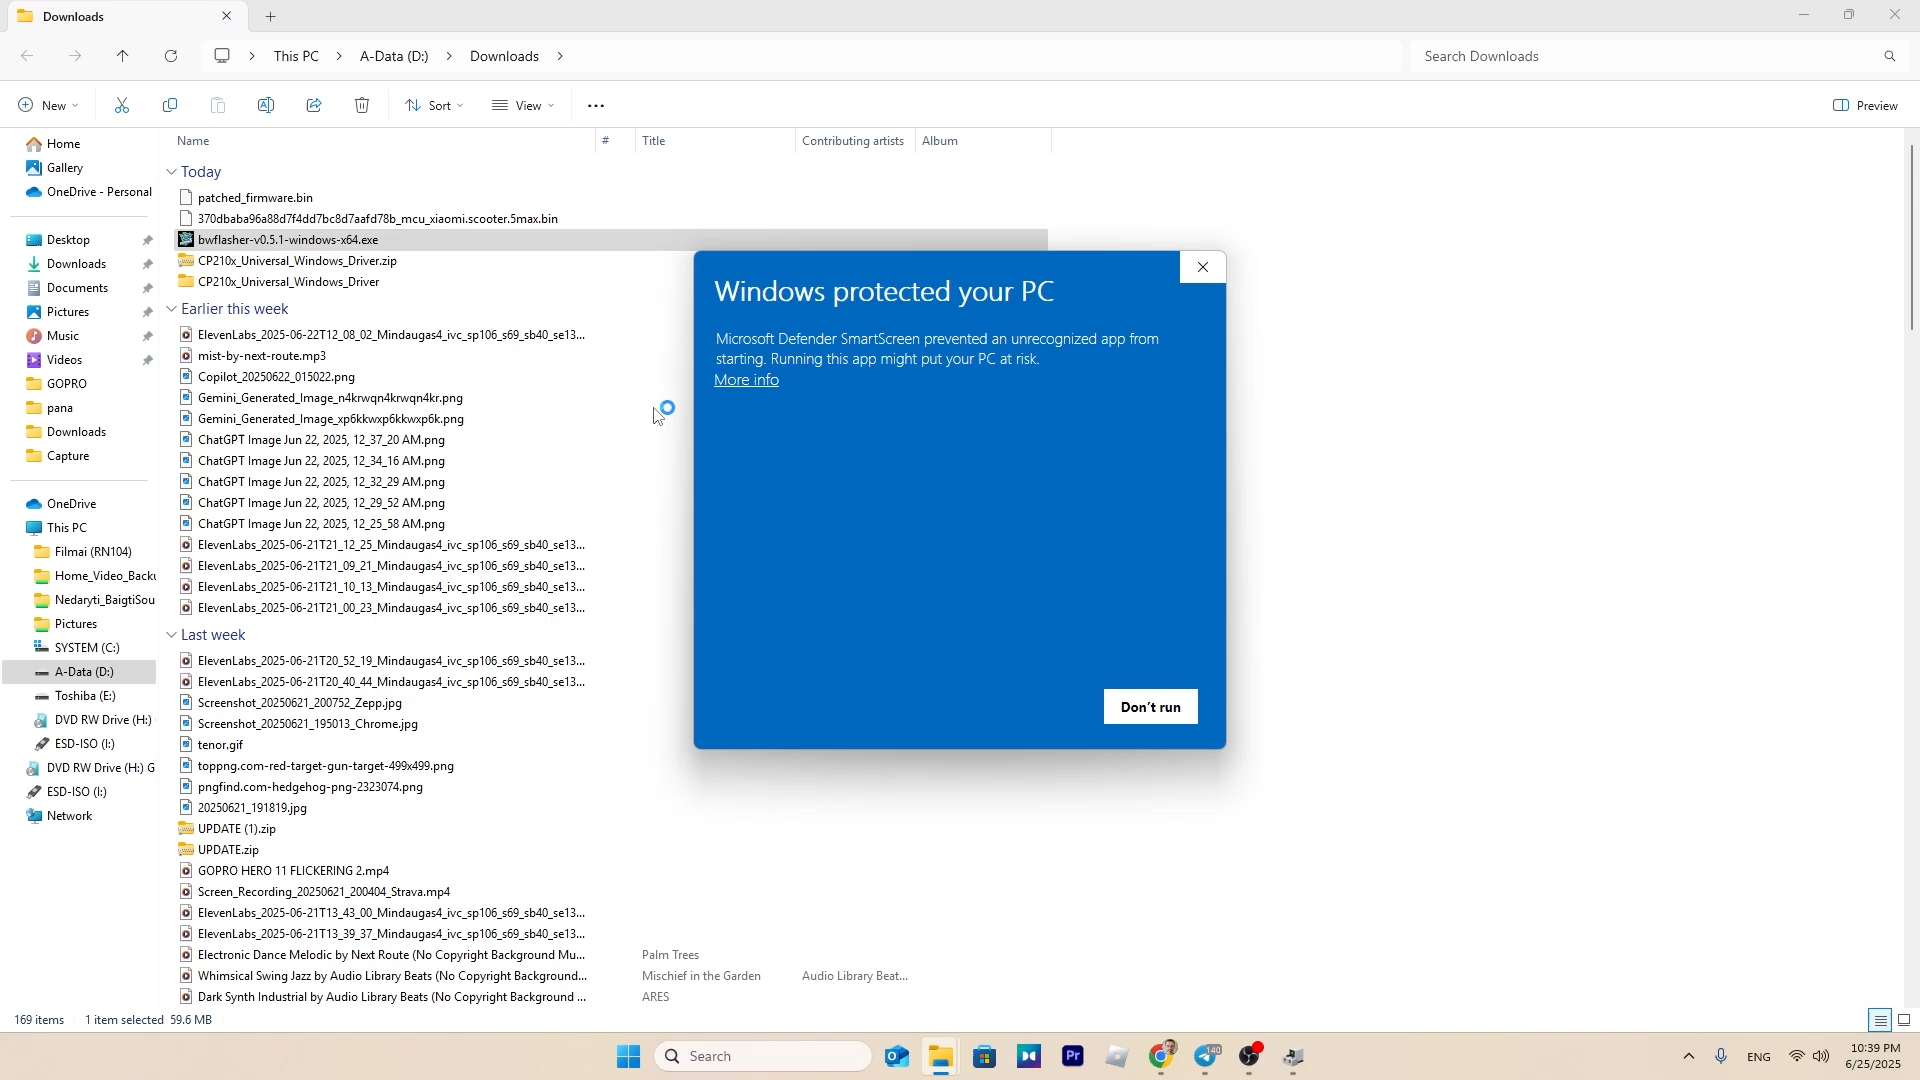 Downloads
This PC
A-Data (D:)
Downloads
Search Downloads
New
Sort
View
Preview
Home
Gallery
OneDrive - Personal
Desktop
Downloads
Documents
Pictures
Music
Videos
GOPRO
pana
Downloads
Capture
OneDrive
This PC
Filmai (RN104)
Home_Video_Backu
Nedaryti_BaigtiSou
Pictures
SYSTEM (C:)
A-Data (D:)
Toshiba (E:)
DVD RW Drive (H:)
ESD-ISO (I:)
DVD RW Drive (H:) G
ESD-ISO (I:)
Network
Name # Title Contributing artists Album
Today
patched_firmware.bin
370dbaba96a88d7f4dd7bc8d7aafd78b_mcu_xiaomi.scooter.5max.bin
bwflasher-v0.5.1-windows-x64.exe
CP210x_Universal_Windows_Driver.zip
CP210x_Universal_Windows_Driver
Earlier this week
ElevenLabs_2025-06-22T12_08_02_Mindaugas4_ivc_sp106_s69_sb40_se13...
mist-by-next-route.mp3
Copilot_20250622_015022.png
Gemini_Generated_Image_n4krwqn4krwqn4kr.png
Gemini_Generated_Image_xp6kkwxp6kkwxp6k.png
ChatGPT Image Jun 22, 2025, 12_37_20 AM.png
ChatGPT Image Jun 22, 2025, 12_34_16 AM.png
ChatGPT Image Jun 22, 2025, 12_32_29 AM.png
ChatGPT Image Jun 22, 2025, 12_29_52 AM.png
ChatGPT Image Jun 22, 2025, 12_25_58 AM.png
ElevenLabs_2025-06-21T21_12_25_Mindaugas4_ivc_sp106_s69_sb40_se13...
ElevenLabs_2025-06-21T21_09_21_Mindaugas4_ivc_sp106_s69_sb40_se13...
ElevenLabs_2025-06-21T21_10_13_Mindaugas4_ivc_sp106_s69_sb40_se13...
ElevenLabs_2025-06-21T21_00_23_Mindaugas4_ivc_sp106_s69_sb40_se13...
Last week
ElevenLabs_2025-06-21T20_52_19_Mindaugas4_ivc_sp106_s69_sb40_se13...
ElevenLabs_2025-06-21T20_40_44_Mindaugas4_ivc_sp106_s69_sb40_se13...
Screenshot_20250621_200752_Zepp.jpg
Screenshot_20250621_195013_Chrome.jpg
tenor.gif
toppng.com-red-target-gun-target-499x499.png
pngfind.com-hedgehog-png-2323074.png
20250621_191819.jpg
UPDATE (1).zip
UPDATE.zip
GOPRO HERO 11 FLICKERING 2.mp4
Screen_Recording_20250621_200404_Strava.mp4
ElevenLabs_2025-06-21T13_43_00_Mindaugas4_ivc_sp106_s69_sb40_se13...
ElevenLabs_2025-06-21T13_39_37_Mindaugas4_ivc_sp106_s69_sb40_se13...
Electronic Dance Melodic by Next Route (No Copyright Background Mu... Palm Trees
Whimsical Swing Jazz by Audio Library Beats (No Copyright Background... Mischief in the Garden Audio Library Beat...
Dark Synth Industrial by Audio Library Beats (No Copyright Background ... ARES
Windows protected your PC
Microsoft Defender SmartScreen prevented an unrecognized app from
starting. Running this app might put your PC at risk.
More info
Don't run
169 items 1 item selected 59.6 MB
Search
Pr
140
ENG
10:39 PM
6/25/2025